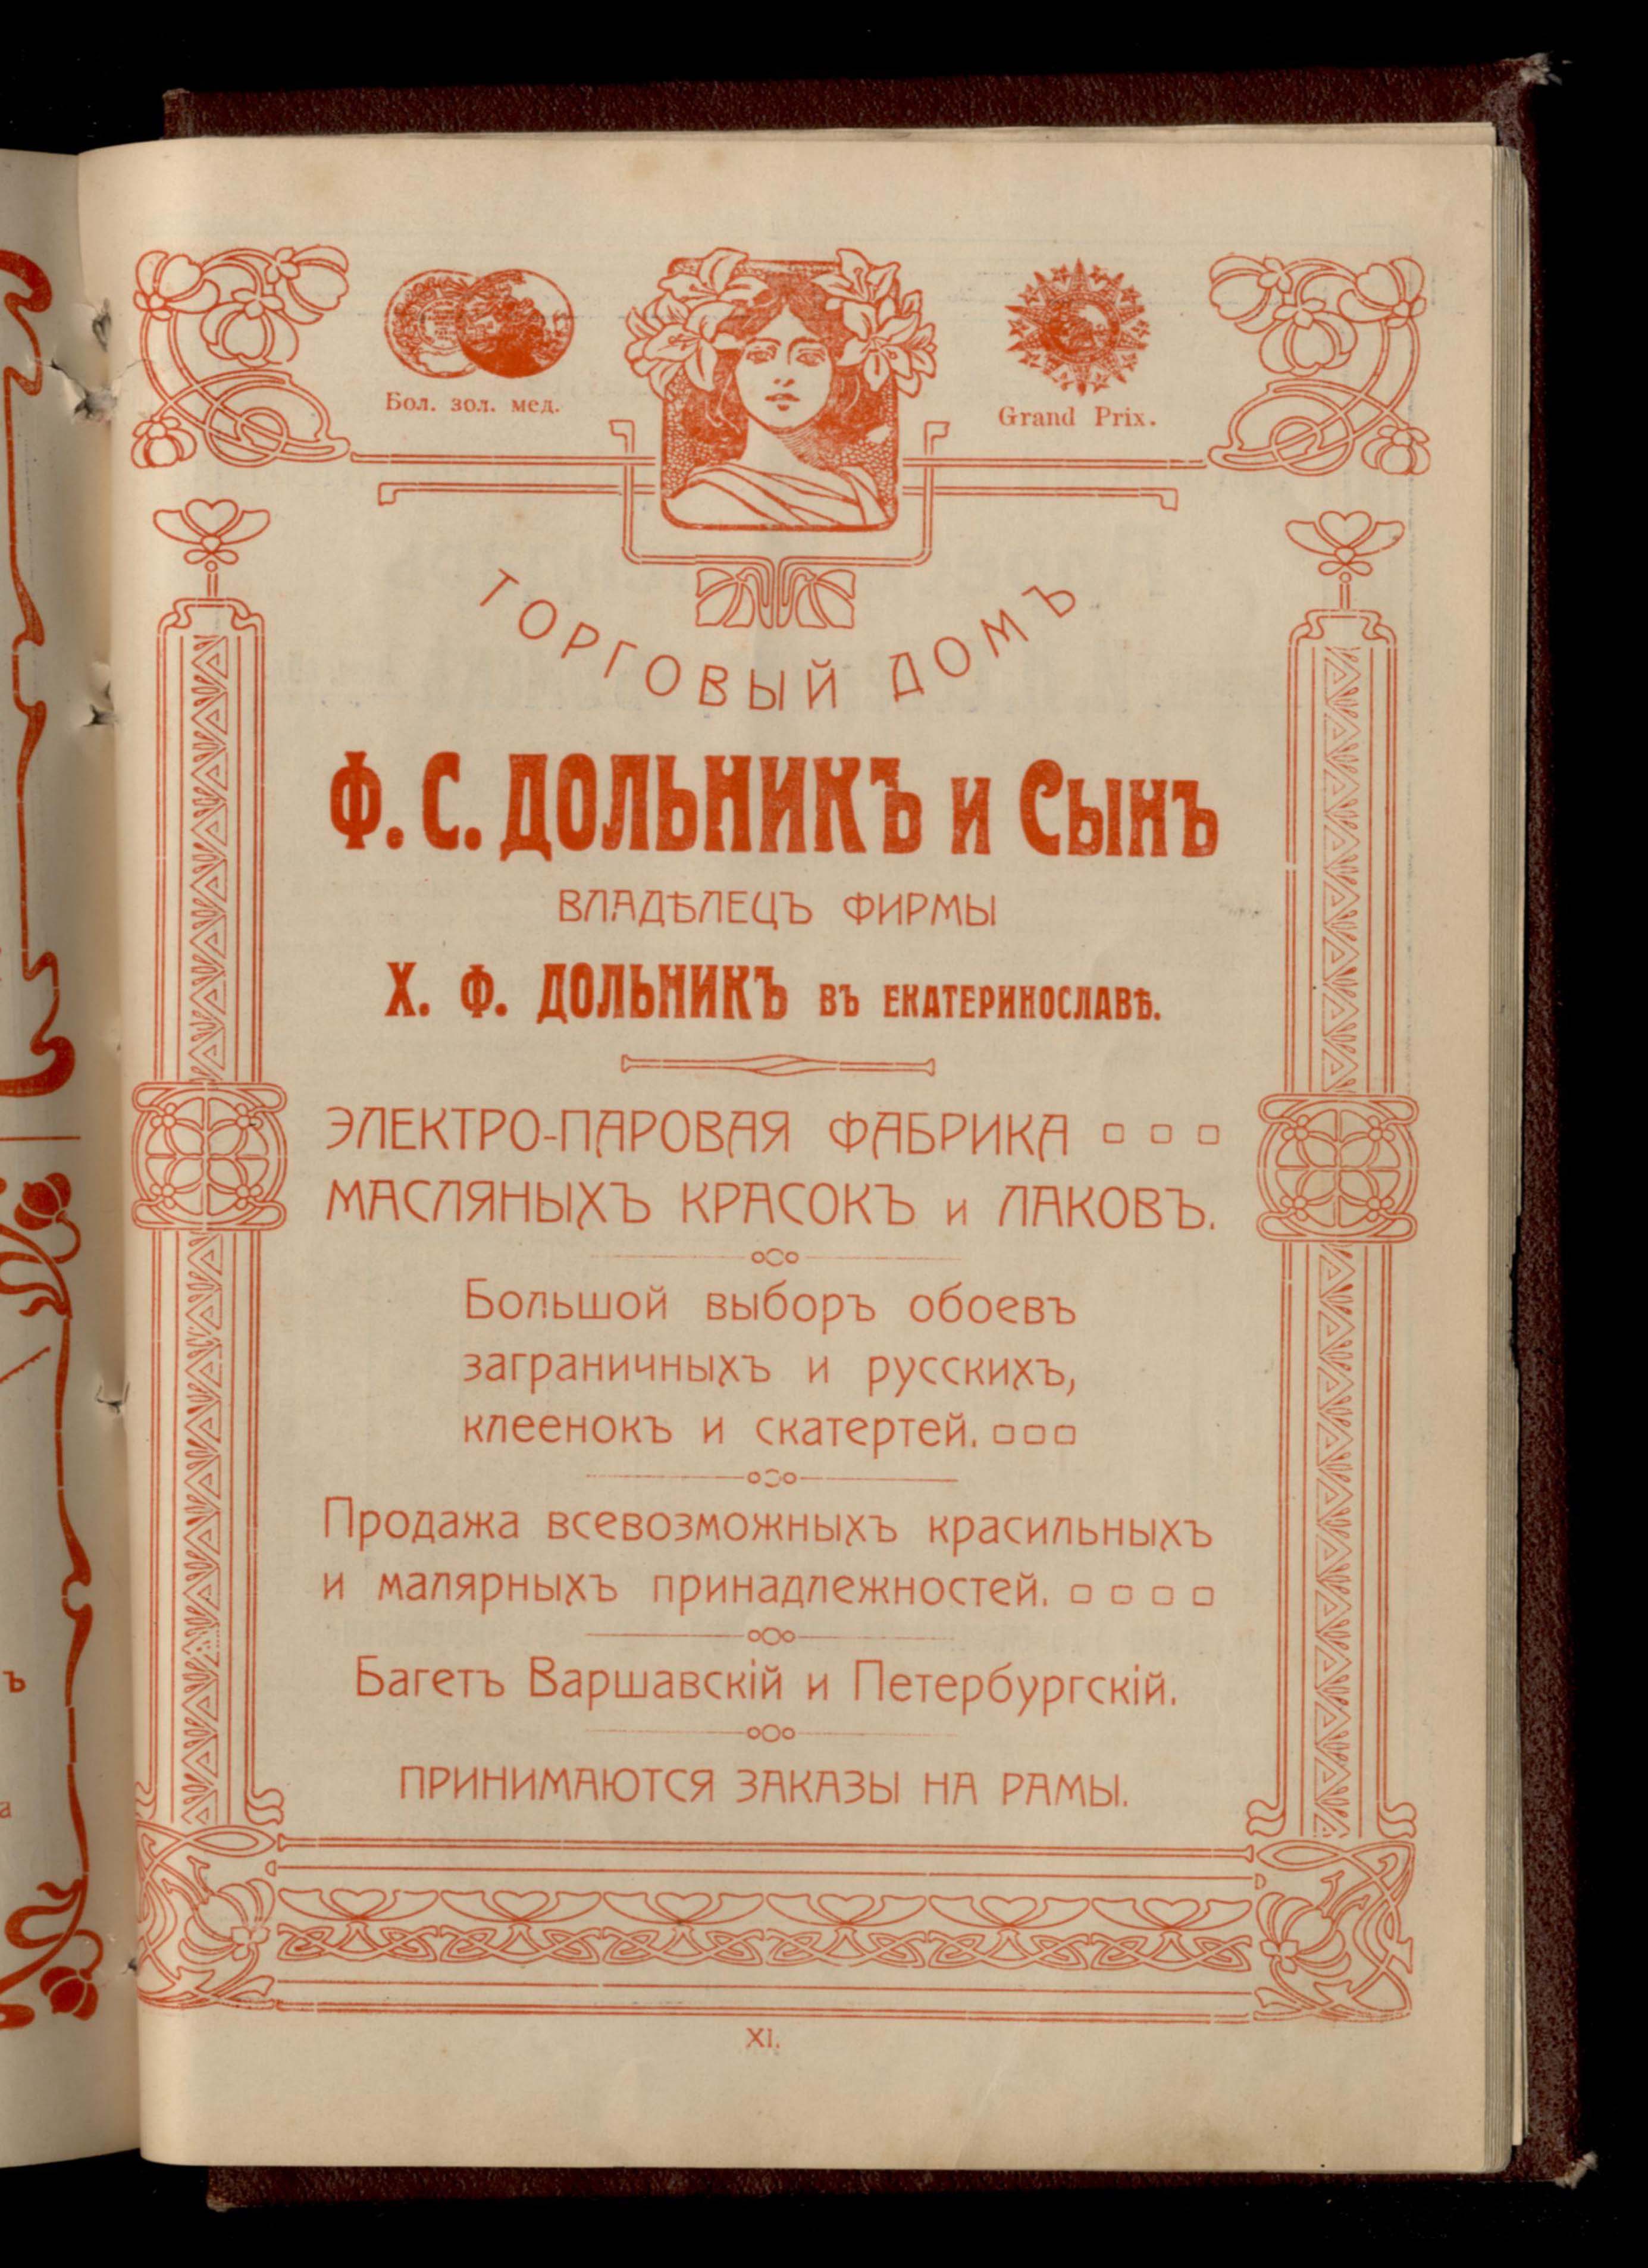 Бол. зол. мед.
Grand Prix.
ТОРГОВЫЙ ДОМЪ
Ф. С. ДОЛЬНИКЪ и СЫНЪ
ВЛАДѢЛЕЦЪ ФИРМЫ
Х. Ф. ДОЛЬНИКЪ ВЪ ЕКАТЕРИНОСЛАВѢ.
ЭЛЕКТРО-ПАРОВАЯ ФАБРИКА
МАСЛЯНЫХЪ КРАСОКЪ и ЛАКОВЪ.
Большой выборъ обоевъ
заграничныхъ и русскихъ,
клеенокъ и скатертей.
Продажа всевозможныхъ красильныхъ
и малярныхъ принадлежностей.
Багетъ Варшавскій и Петербургскій.
ПРИНИМАЮТСЯ ЗАКАЗЫ НА РАМЫ.
XI.
ъ
а